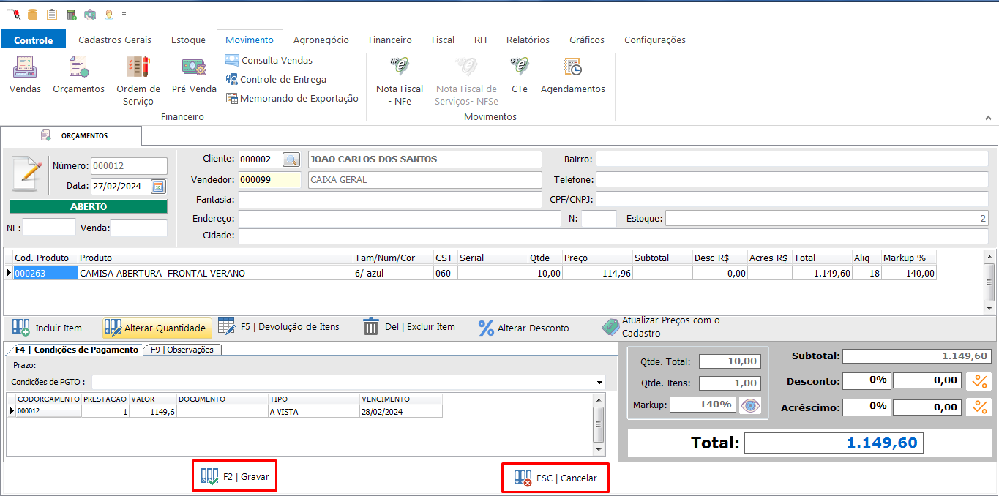 Controle Cadastros Gerais Estoque Movimento Agronegócio Financeiro Fiscal RH Relatórios Gráficos Configurações
Vendas
Orçamentos
Ordem de
Serviço
Pré-Venda
Consulta Vendas
Controle de Entrega
Memorando de Exportação
Financeiro
Nota Fiscal
- NFe
Nota Fiscal de
Serviços- NFSe
CTe
Agendamentos
Movimentos
ORÇAMENTOS
Número: 000012
Data: 27/02/2024
ABERTO
NF: Venda:
Cliente: 000002 JOAO CARLOS DOS SANTOS
Vendedor: 000099 CAIXA GERAL
Fantasia:
Endereço: N: Estoque: 2
Cidade:
Bairro:
Telefone:
CPF/CNPJ:
Cod. Produto Produto Tam/Num/Cor CST Serial Qtde Preço Subtotal Desc-R$ Acres-R$ Total Aliq Markup %
000263 CAMISA ABERTURA FRONTAL VERANO 6/ azul 060 10,00 114,96 0,00 1.149,60 18 140,00
Incluir Item
Alterar Quantidade
F5 | Devolução de Itens
Del | Excluir Item
Alterar Desconto
Atualizar Preços com o
Cadastro
F4 | Condições de Pagamento F9 | Observações
Prazo:
Condições de PGTO :
CODORCAMENTO PRESTACAO VALOR DOCUMENTO TIPO VENCIMENTO
000012 1 1149,6 A VISTA 28/02/2024
Qtde. Total: 10,00
Qtde. Itens: 1,00
Markup: 140%
Subtotal: 1.149,60
Desconto: 0% 0,00
Acréscimo: 0% 0,00
Total: 1.149,60
F2 | Gravar
ESC | Cancelar